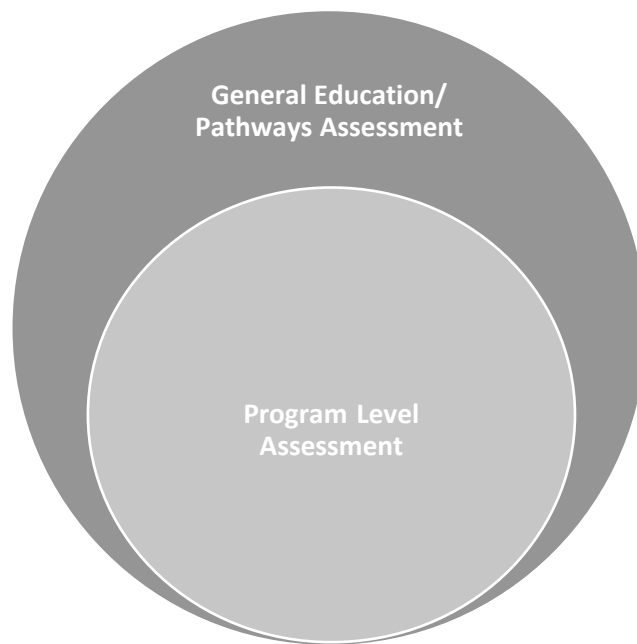 General Education/
Pathways Assessment
Program Level
Assessment